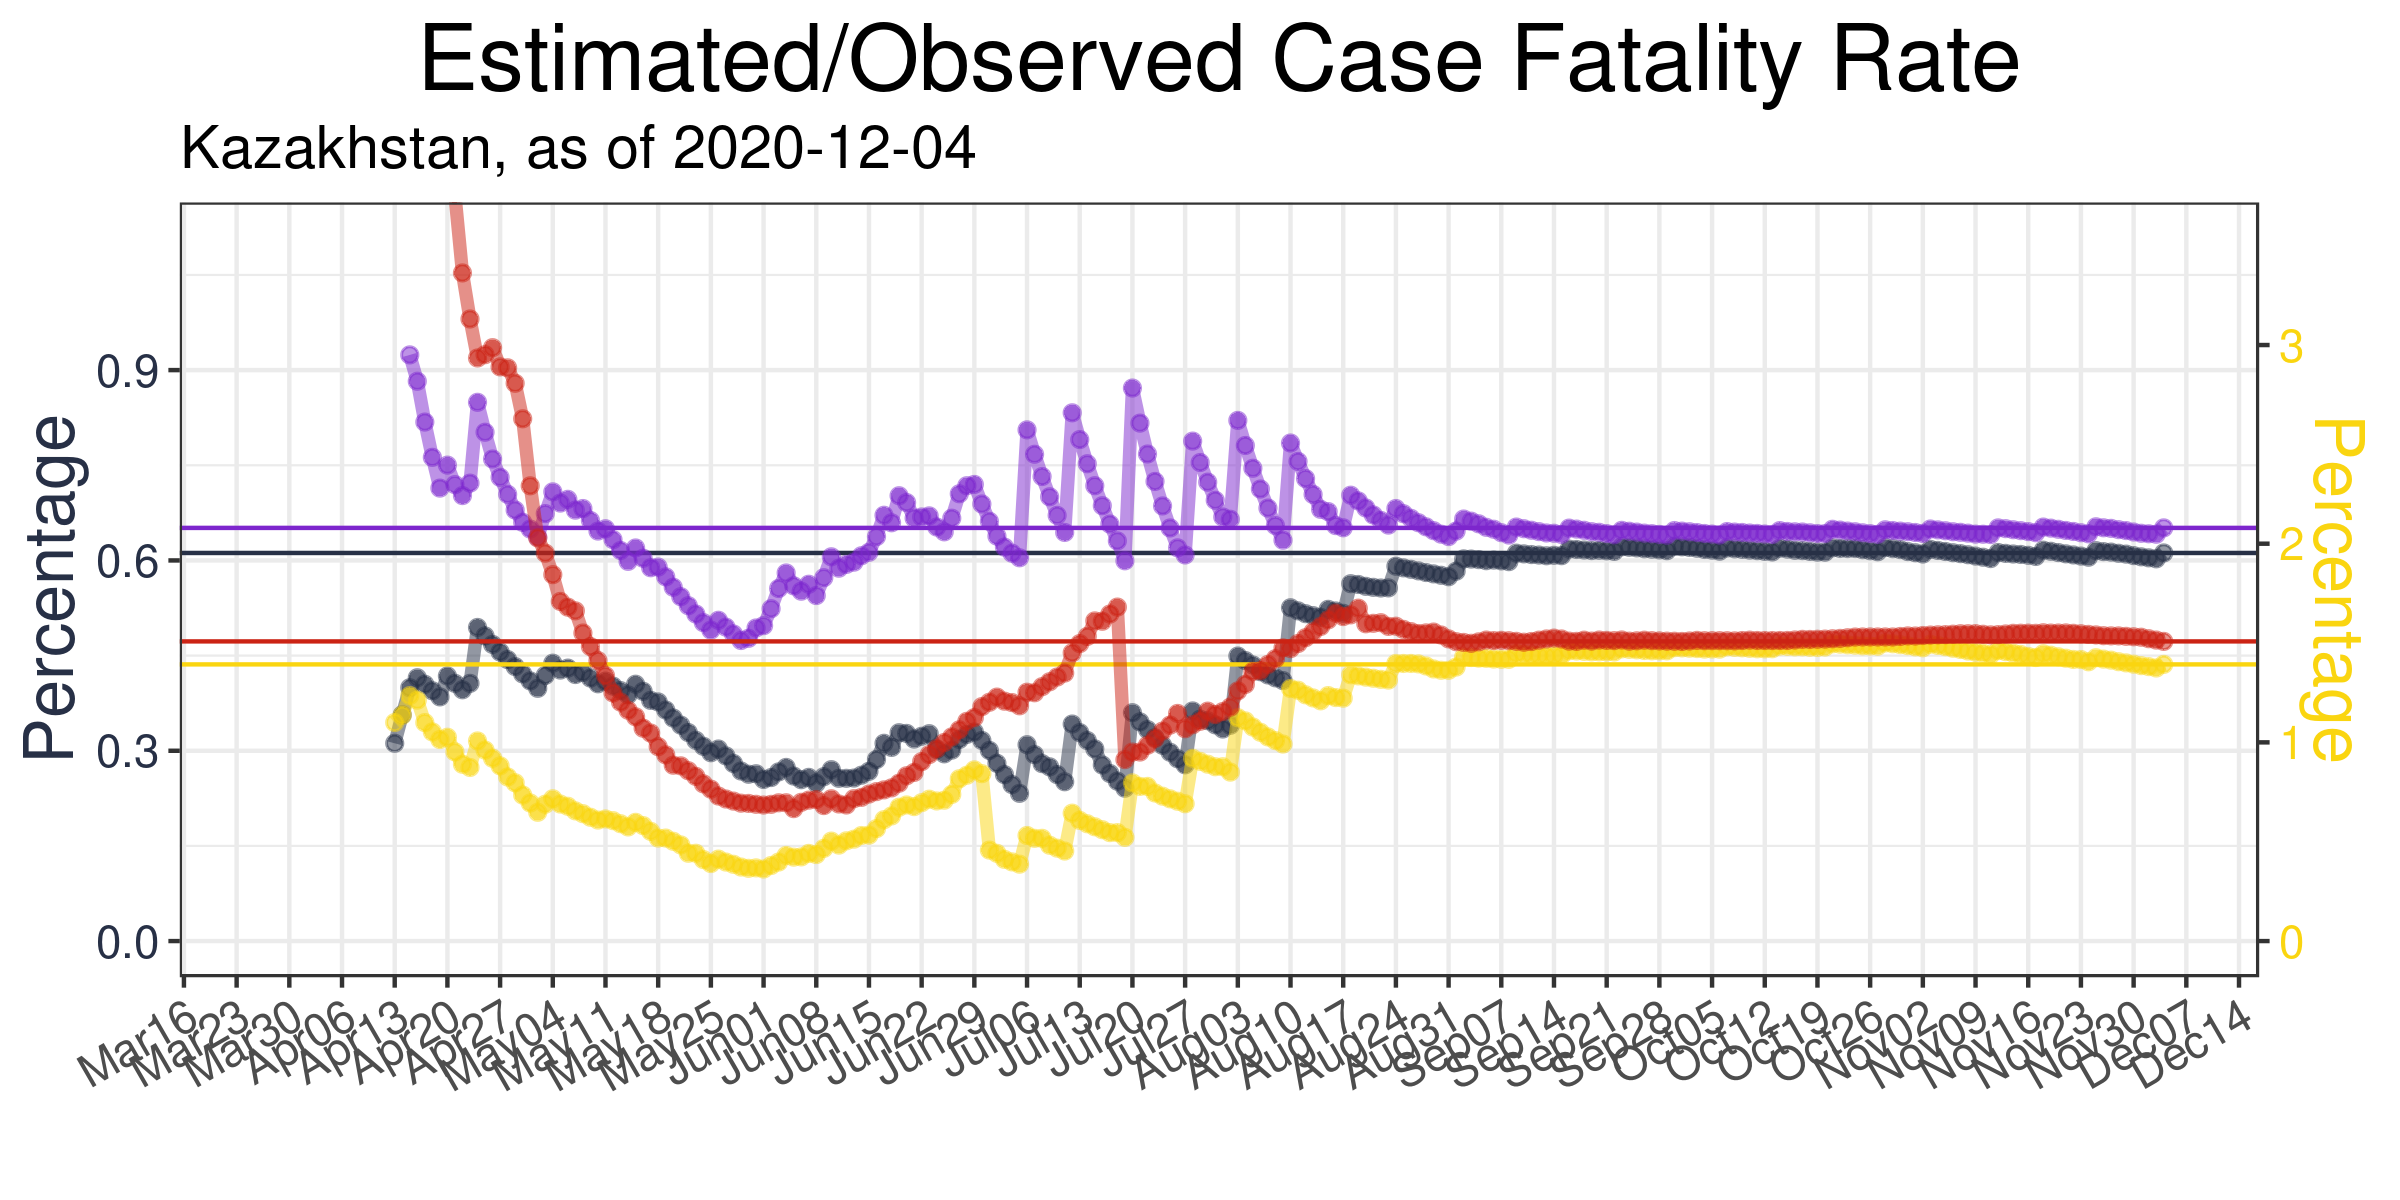 Estimated/Observed Case Fatality Rate
Kazakhstan, as of 2020-12-04
Percentage
0.9
0.6
0.3
0.0
3
2
1
0
Percentage
Mar16
Mar23
Mar30
Apr06
Apr13
Apr20
Apr27
May04
May11
May18
May25
Jun01
Jun08
Jun15
Jun22
Jun29
Jul06
Jul13
Jul20
Jul27
Aug03
Aug10
Aug17
Aug24
Aug31
Sep07
Sep14
Sep21
Sep28
Oct05
Oct12
Oct19
Oct26
Nov02
Nov09
Nov16
Nov23
Nov30
Dec07
Dec14